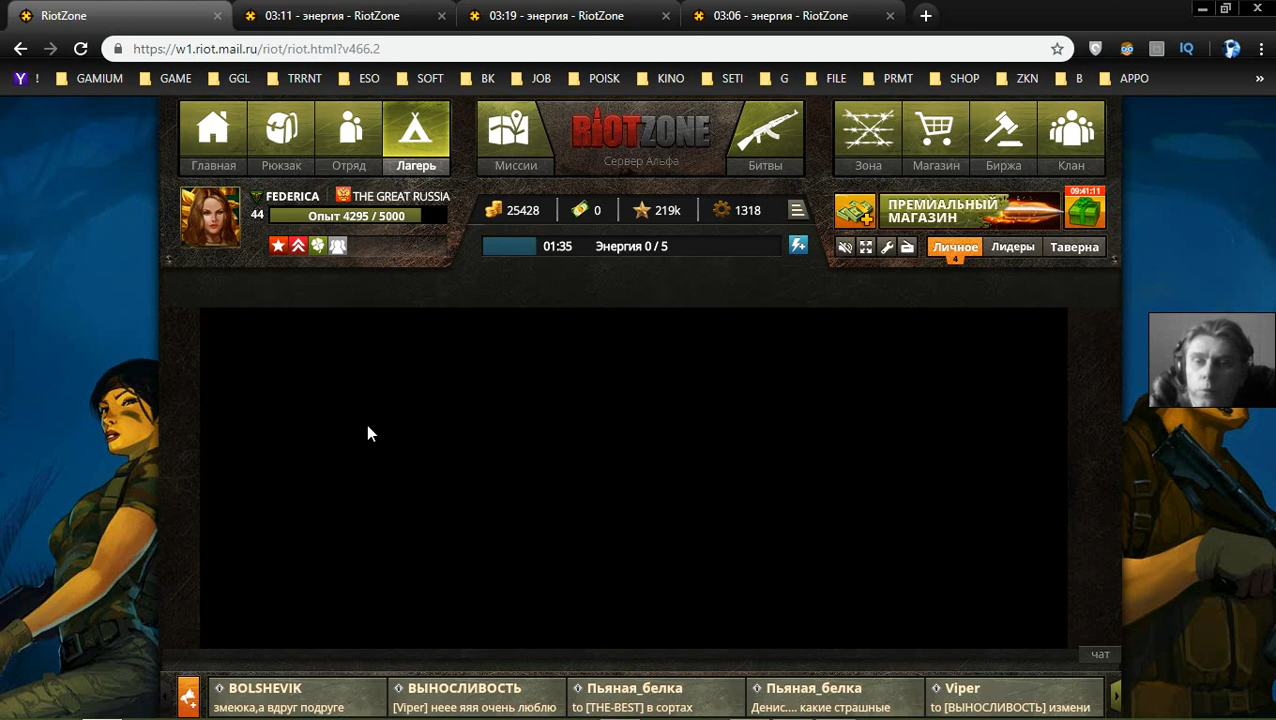 RiotZone
03:11 - энергия - RiotZone
03:19 - энергия - RiotZone
03:06 - энергия - RiotZone
https://w1.riot.mail.ru/riot/riot.html?v466.2
IQ
Y ! GAMIUM GAME GGL TRRNT ESO SOFT BK JOB POISK KINO SETI G FILE PRMT SHOP ZKN B APPO »
Главная Рюкзак Отряд Лагерь Миссии
RIOTZONE
Сервер Альфа
Битвы Зона Магазин Биржа Клан
FEDERICA THE GREAT RUSSIA
44 Опыт 4295 / 5000
25428 0 219k 1318
01:35 Энергия 0 / 5
ПРЕМИАЛЬНЫЙ
МАГАЗИН
09:41:11
Личное Лидеры Таверна
4
чат
BOLSHEVIK
змеюка,а вдруг подруге
ВЫНОСЛИВОСТЬ
[Viper] неее яяя очень люблю
Пьяная_белка
to [THE-BEST] в сортах
Пьяная_белка
Денис.... какие страшные
Viper
to [ВЫНОСЛИВОСТЬ] измени